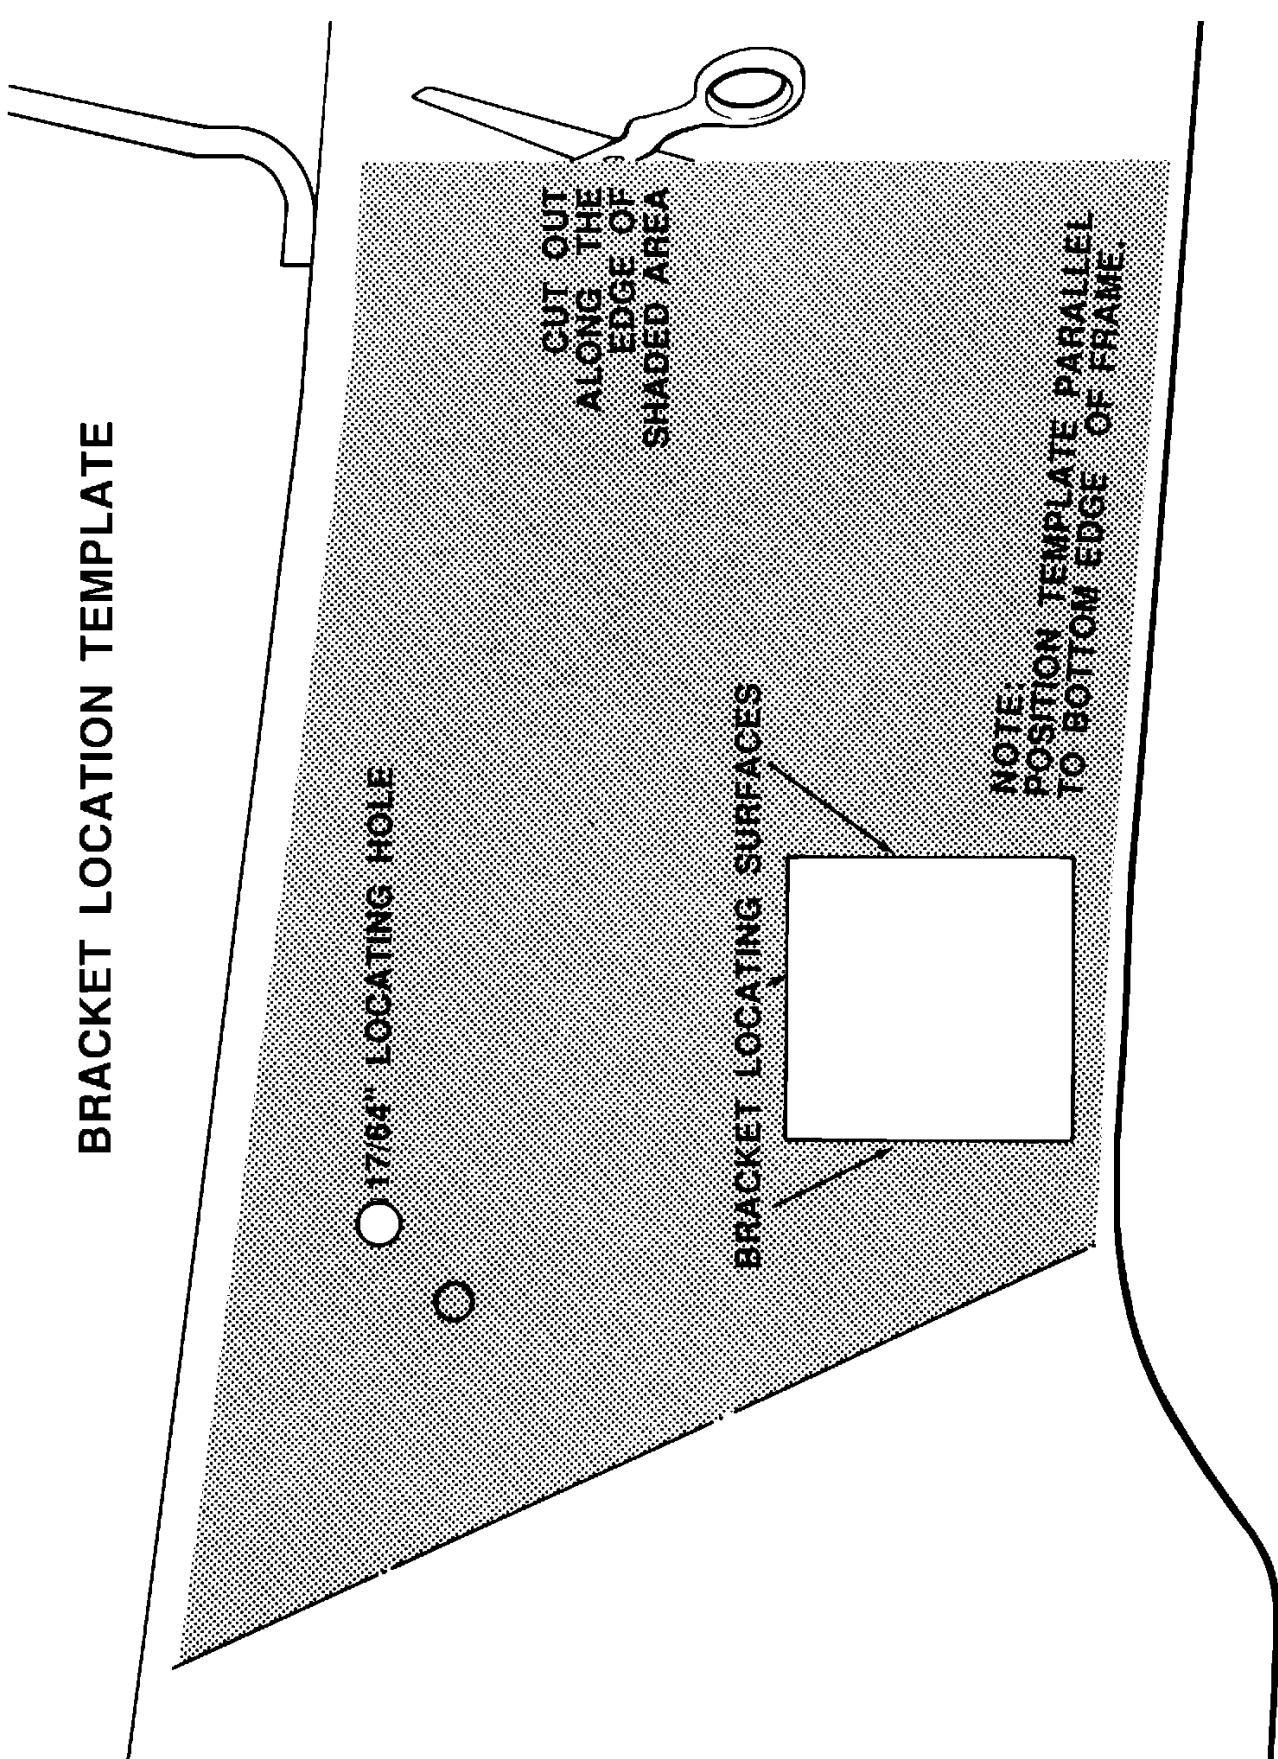 BRACKET LOCATION TEMPLATE
CUT OUT
ALONG THE
EDGE OF
SHADED AREA
17/64" LOCATING HOLE
BRACKET LOCATING SURFACES
NOTE:
POSITION TEMPLATE PARALLEL
TO BOTTOM EDGE OF FRAME.